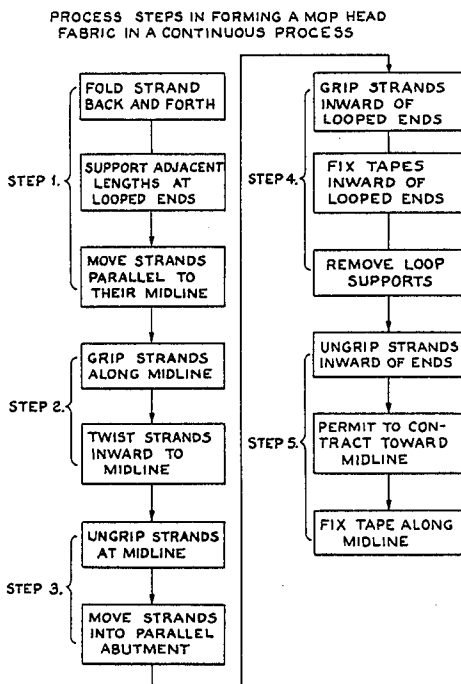 PROCESS STEPS IN FORMING A MOP HEAD
FABRIC IN A CONTINUOUS PROCESS
STEP 1.
FOLD STRAND
BACK AND FORTH
SUPPORT ADJACENT
LENGTHS AT
LOOPED ENDS
MOVE STRANDS
PARALLEL TO
THEIR MIDLINE
STEP 2.
GRIP STRANDS
ALONG MIDLINE
TWIST STRANDS
INWARD TO
MIDLINE
STEP 3.
UNGRIP STRANDS
AT MIDLINE
MOVE STRANDS
INTO PARALLEL
ABUTMENT
STEP 4.
GRIP STRANDS
INWARD OF
LOOPED ENDS
FIX TAPES
INWARD OF
LOOPED ENDS
REMOVE LOOP
SUPPORTS
STEP 5.
UNGRIP STRANDS
INWARD OF ENDS
PERMIT TO CON-
TRACT TOWARD
MIDLINE
FIX TAPE ALONG
MIDLINE